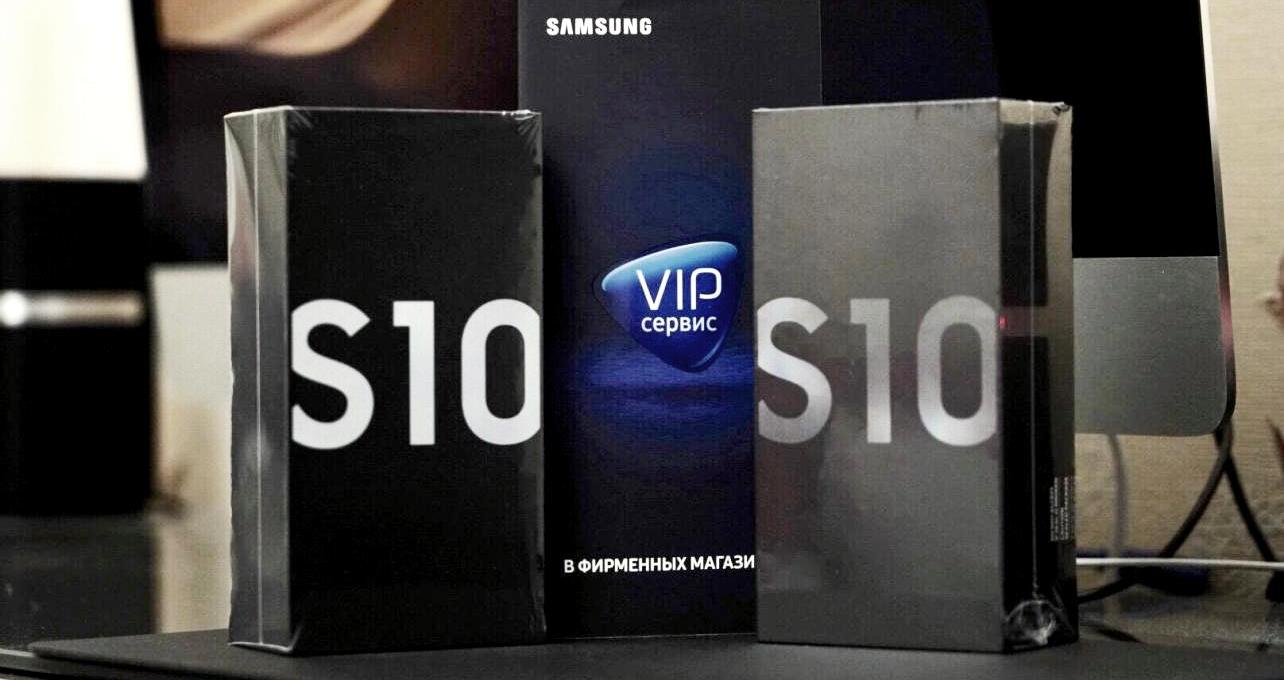 SAMSUNG
S10
VIP
сервис
S10
В ФИРМЕННЫХ МАГАЗИ